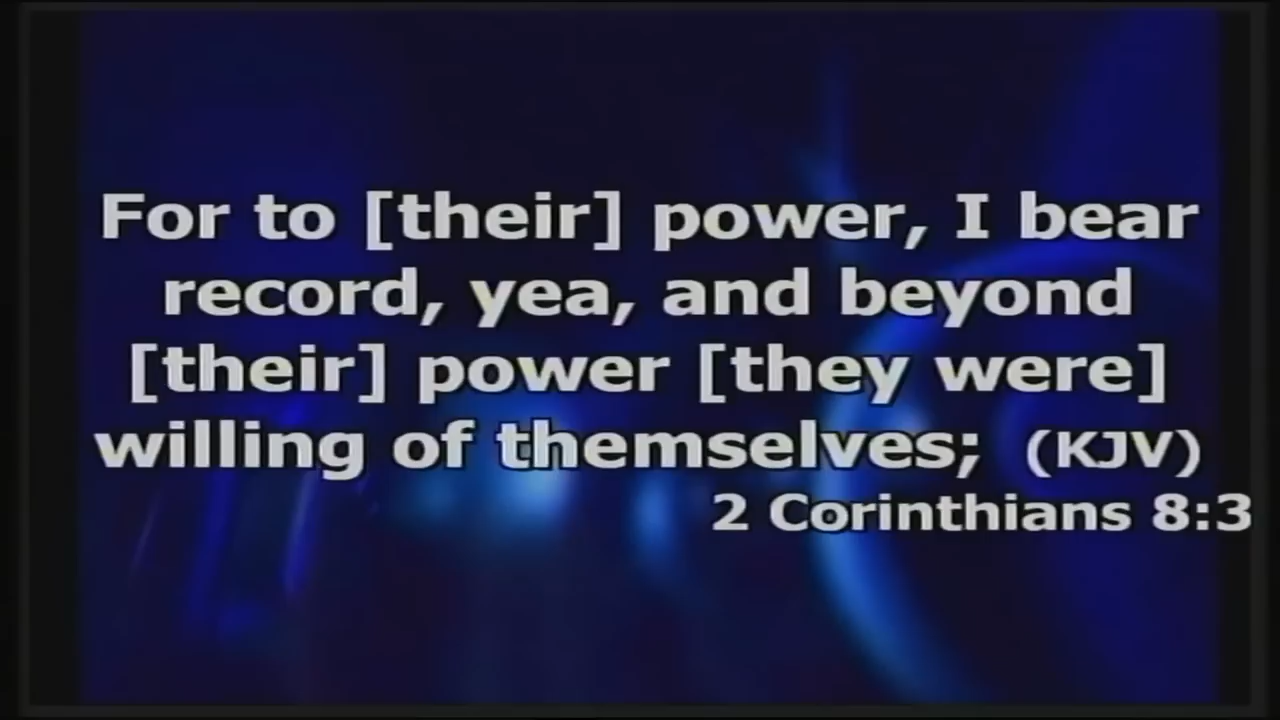 For to [their] power, I bear
record, yea, and beyond
[their] power [they were]
willing of themselves; (KJV)
2 Corinthians 8:3